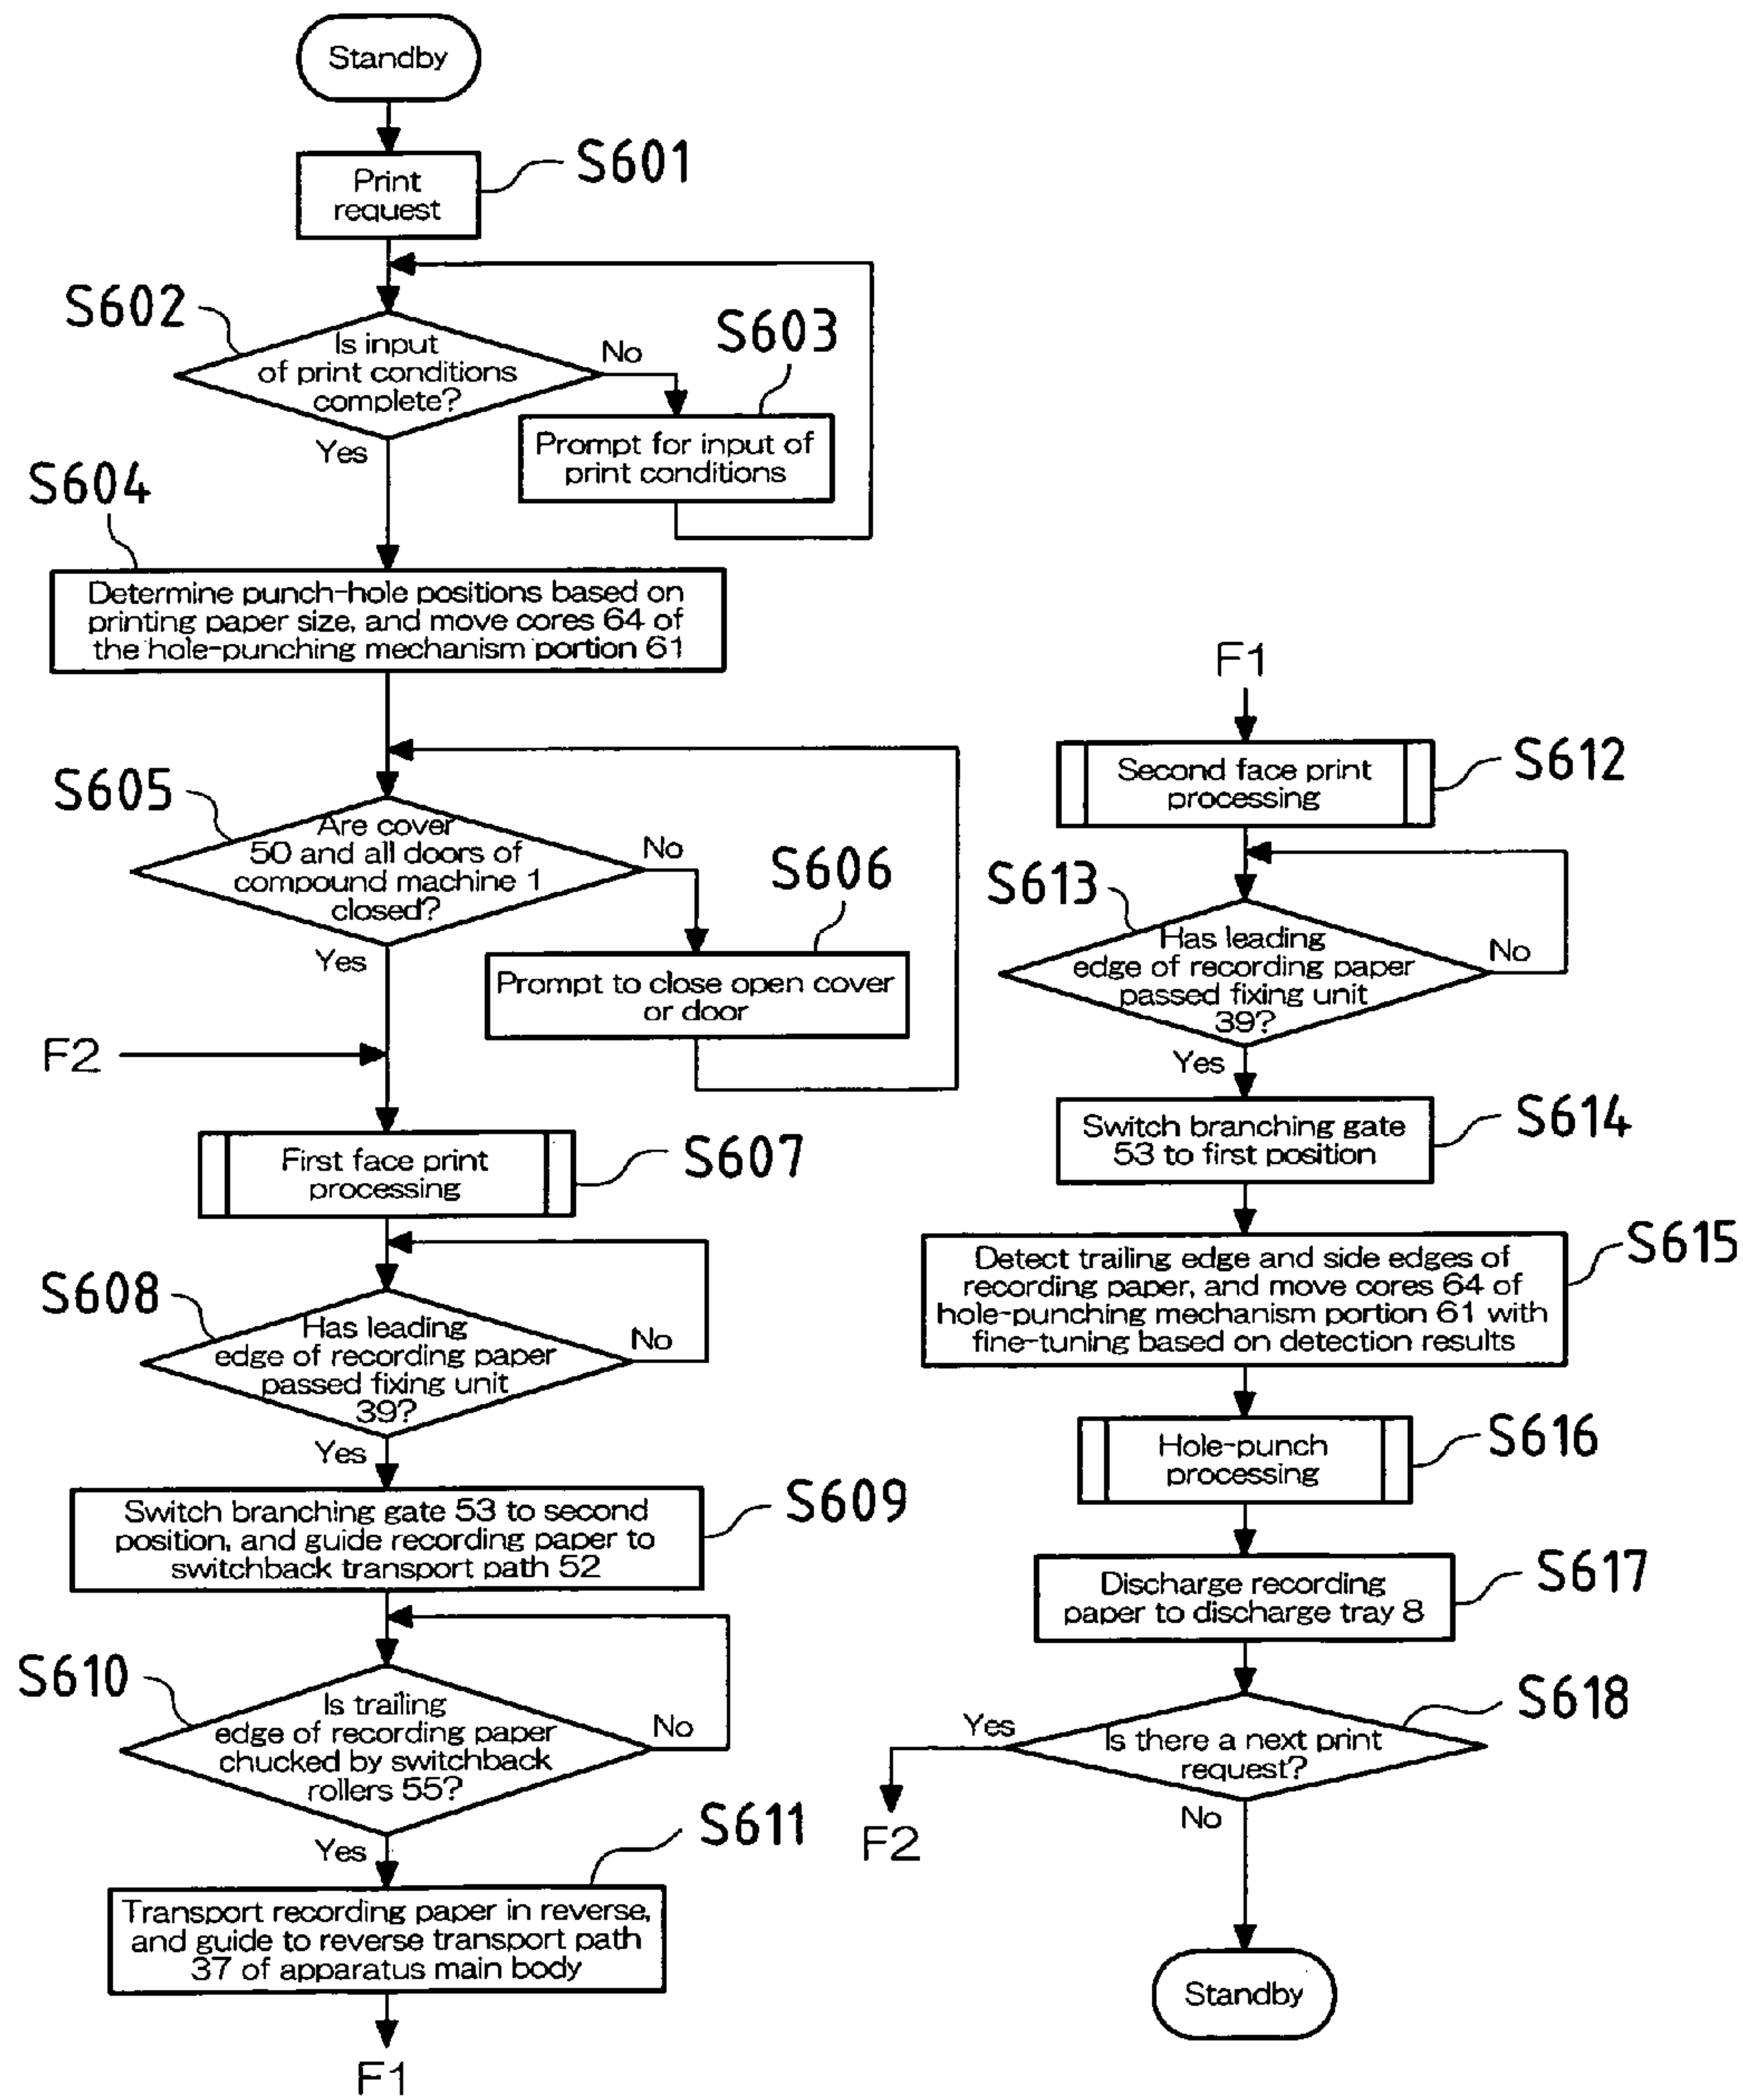 Standby
S601
Print
request
S602
Is input
of print conditions
complete?
No
Yes
S603
Prompt for input of
print conditions
S604
Determine punch-hole positions based on
printing paper size, and move cores 64 of
the hole-punching mechanism portion 61
S605
Are cover
50 and all doors of
compound machine 1
closed?
No
Yes
S606
Prompt to close open cover
or door
F2
First face print
processing
S607
S608
Has leading
edge of recording paper
passed fixing unit
39?
No
Yes
Switch branching gate 53 to second
position, and guide recording paper to
switchback transport path 52
S609
S610
Is trailing
edge of recording paper
chucked by switchback
rollers 55?
No
Yes
S611
Transport recording paper in reverse,
and guide to reverse transport path
37 of apparatus main body
F1
F1
Second face print
processing
S612
S613
Has leading
edge of recording paper
passed fixing unit
39?
No
Yes
Switch branching gate
53 to first position
S614
Detect trailing edge and side edges of
recording paper, and move cores 64 of
hole-punching mechanism portion 61 with
fine-tuning based on detection results
S615
Hole-punch
processing
S616
Discharge recording
paper to discharge tray 8
S617
S618
Is there a next print
request?
Yes
F2
No
Standby